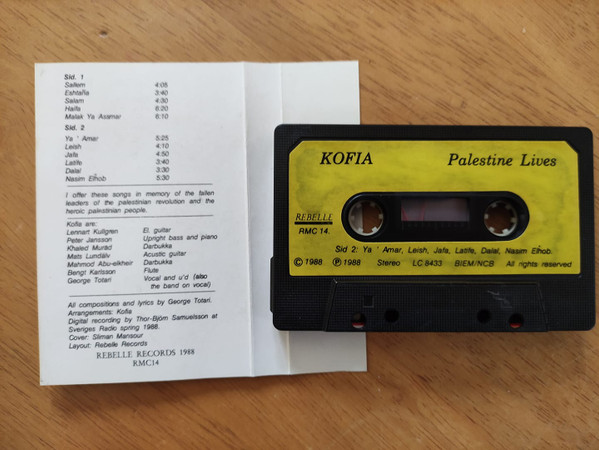 Sid. 1
Sallem 4:05
Eshtaña 3:40
Salam 4:30
Haifa 6:20
Malak Ya Asamar 6:10
Sid. 2
Ya ' Amar 5:25
Leish 4:10
Jafa 4:50
Latife 3:40
Dalal 3:30
Nasim Elhob 5:30
I offer these songs in memory of the fallen
leaders of the palestinian revolution and the
heroic palestinian people.
Kofia are:
Lennart Kullgren El. guitar
Peter Jansson Upright bass and piano
Khaled Murad Darbukka
Mats Lundälv Acustic guitar
Mahmod Abu-elkheir Darbukka
Bengt Karlsson Flute
George Totari Vocal and u'd (also
the band on vocal)
All compositions and lyrics by George Totari.
Arrangements: Kofia
Digital recording by Thor-Björn Samuelsson at
Sveriges Radio spring 1988.
Cover: Sliman Mansour
Layout: Rebelle Records
REBELLE RECORDS 1988
RMC14
KOFIA Palestine Lives
REBELLE
RMC 14.
Sid 2: Ya ' Amar, Leish, Jafa, Latife, Dalal, Nasim Elhob.
© 1988 ℗ 1988 Stereo LC 8433 BIEM/NCB All rights reserved